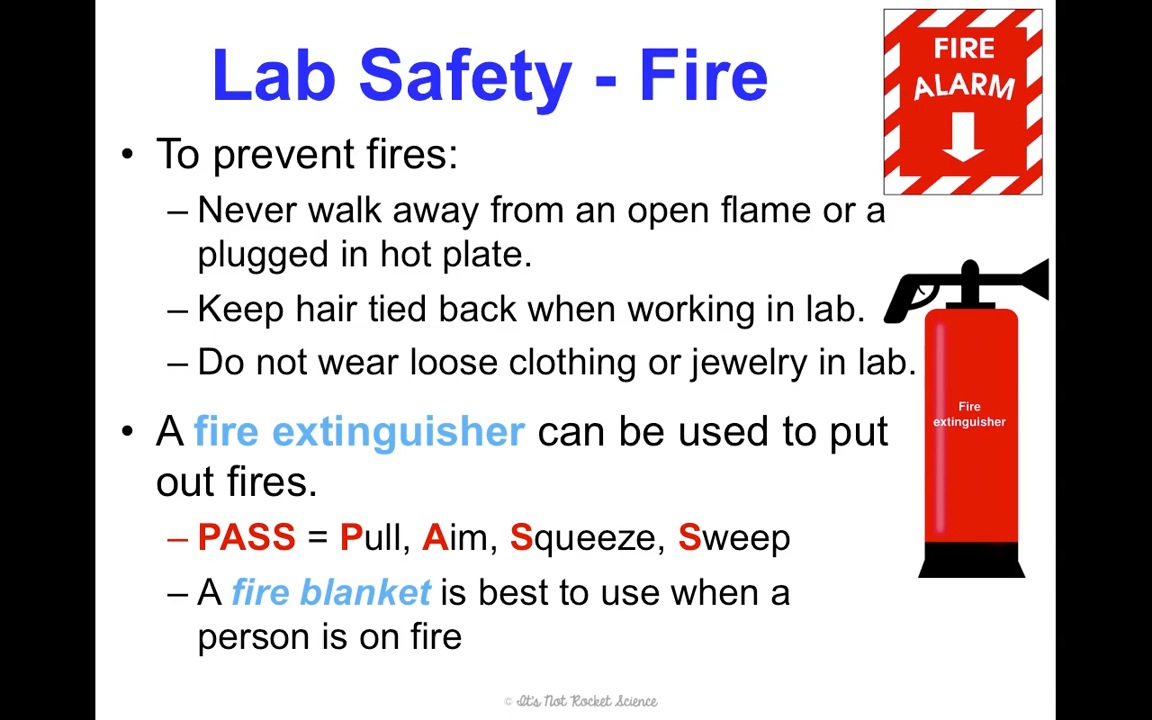 Lab Safety - Fire
FIRE
ALARM
• To prevent fires:
– Never walk away from an open flame or a
plugged in hot plate.
– Keep hair tied back when working in lab.
– Do not wear loose clothing or jewelry in lab.
• A fire extinguisher can be used to put
out fires.
– PASS = Pull, Aim, Squeeze, Sweep
– A fire blanket is best to use when a
person is on fire
Fire
extinguisher
© It's Not Rocket Science